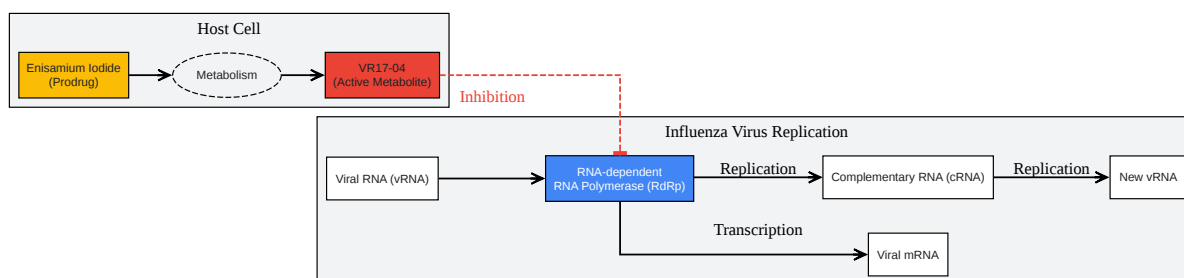 Host Cell
Enisamium Iodide
(Prodrug)
Metabolism
VR17-04
(Active Metabolite)
Inhibition
Influenza Virus Replication
Viral RNA (vRNA)
RNA-dependent
RNA Polymerase (RdRp)
Replication
Complementary RNA (cRNA)
Replication
New vRNA
Transcription
Viral mRNA